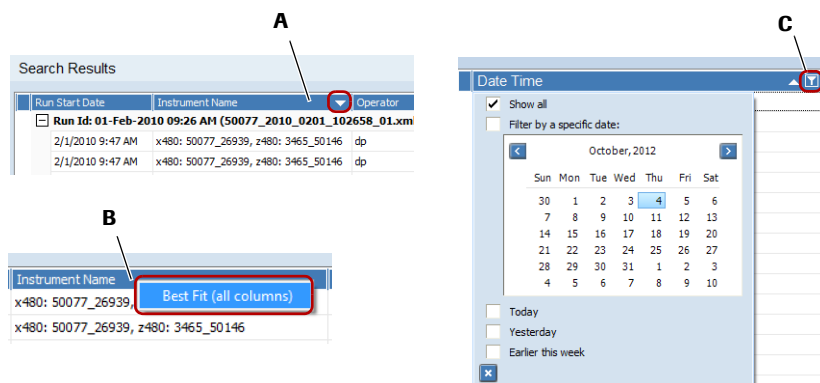 A
Search Results
Run Start Date Instrument Name Operator
Run Id: 01-Feb-2010 09:26 AM (50077_2010_0201_102658_01.xml
2/1/2010 9:47 AM x480: 50077_26939, z480: 3465_50146 dp
2/1/2010 9:47 AM x480: 50077_26939, z480: 3465_50146 dp
B
Instrument Name
x480: 50077_26939, Best Fit (all columns)
x480: 50077_26939, z480: 3465_50146
C
Date Time
Show all
Filter by a specific date:
October, 2012
Sun Mon Tue Wed Thu Fri Sat
30 1 2 3 4 5 6
7 8 9 10 11 12 13
14 15 16 17 18 19 20
21 22 23 24 25 26 27
28 29 30 31 1 2 3
4 5 6 7 8 9 10
Today
Yesterday
Earlier this week